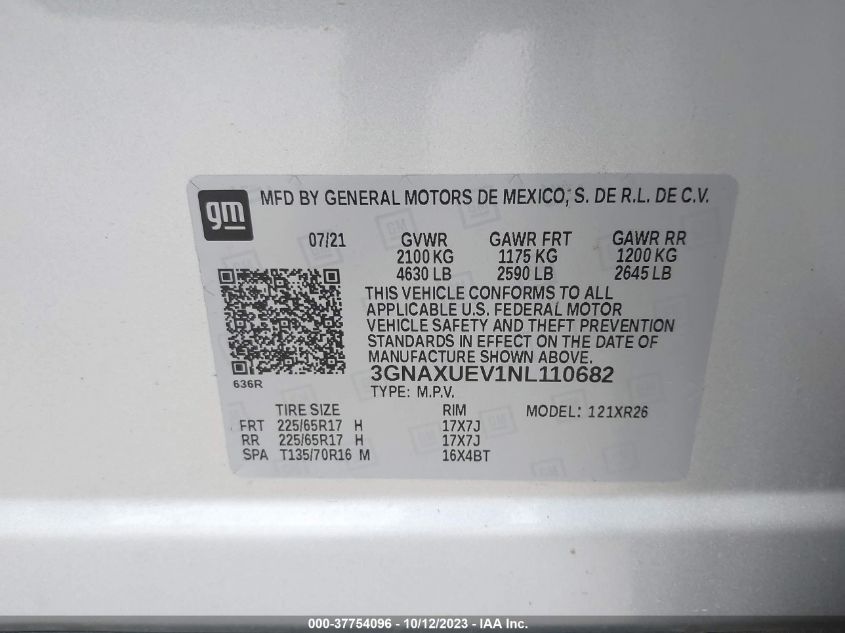 gm MFD BY GENERAL MOTORS DE MEXICO, S. DE R.L. DE C.V.
07/21 GVWR GAWR FRT GAWR RR
2100 KG 1175 KG 1200 KG
4630 LB 2590 LB 2645 LB
THIS VEHICLE CONFORMS TO ALL
APPLICABLE U.S. FEDERAL MOTOR
VEHICLE SAFETY AND THEFT PREVENTION
STANDARDS IN EFFECT ON THE DATE OF
MANUFACTURE SHOWN ABOVE.
3GNAXUEV1NL110682
636R
TYPE: M.P.V.
TIRE SIZE RIM MODEL: 121XR26
FRT 225/65R17 H 17X7J
RR 225/65R17 H 17X7J
SPA T135/70R16 M 16X4BT
000-37754096 - 10/12/2023 - IAA Inc.